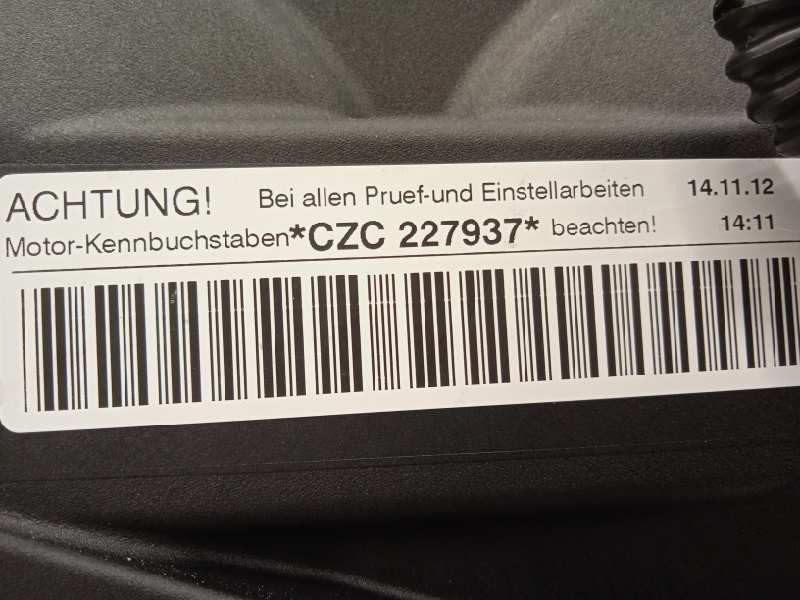 ACHTUNG! Bei allen Pruef-und Einstellarbeiten 14.11.12
Motor-Kennbuchstaben *CZC 227937* beachten! 14:11